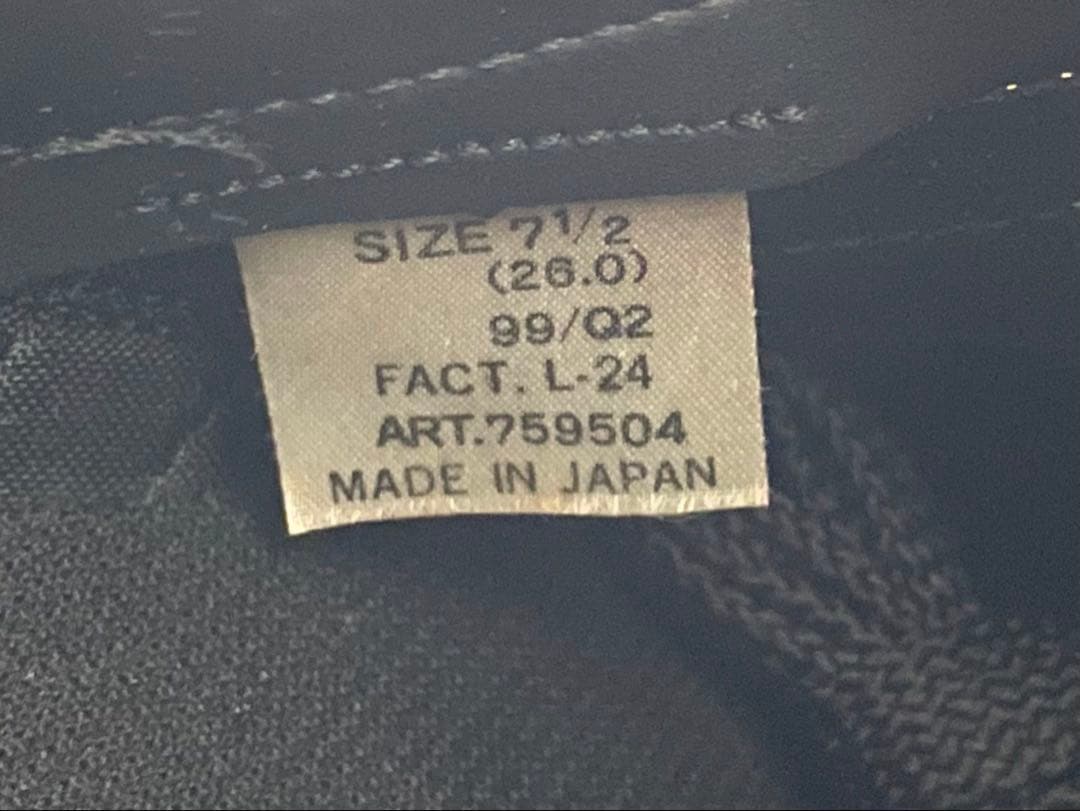 SIZE 7 1/2
(26.0)
99/Q2
FACT. L-24
ART.759504
MADE IN JAPAN